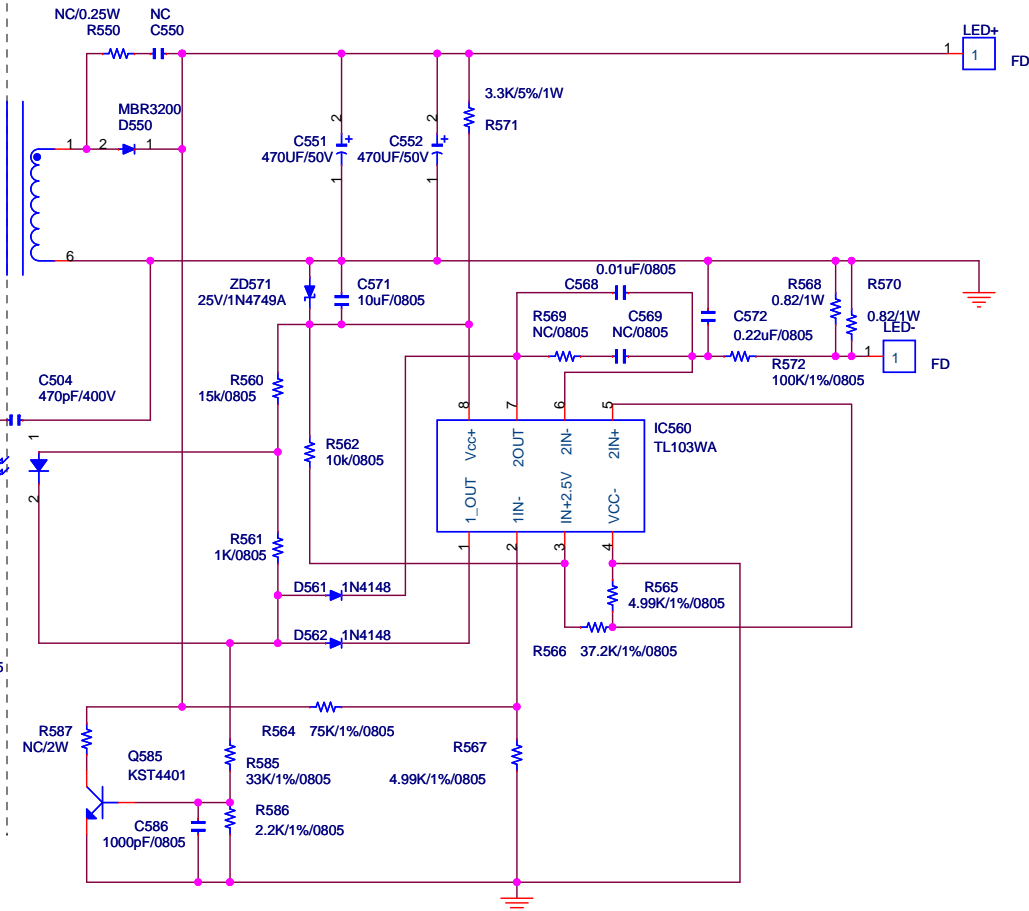 NC/0.25W
R550
NC
C550
LED+
1
1
FD
MBR3200
D550
1
2
1
3.3K/5%/1W
R571
2
C551
470UF/50V
1
2
C552
470UF/50V
1
6
ZD571
25V/1N4749A
C571
10uF/0805
0.01uF/0805
C568
R569
NC/0805
C569
NC/0805
C572
0.22uF/0805
R568
0.82/1W
R570
0.82/1W
LED-
1
1
FD
R572
100K/1%/0805
C504
470pF/400V
R560
15k/0805
R562
10k/0805
1
2
8
7
6
5
IC560
TL103WA
Vcc+
2OUT
2IN-
2IN+
1_OUT
1IN-
IN+2.5V
VCC-
1
2
3
4
R561
1K/0805
D561
1N4148
D562
1N4148
R565
4.99K/1%/0805
R566
37.2K/1%/0805
5
R587
NC/2W
R564
75K/1%/0805
R567
4.99K/1%/0805
Q585
KST4401
R585
33K/1%/0805
R586
2.2K/1%/0805
C586
1000pF/0805